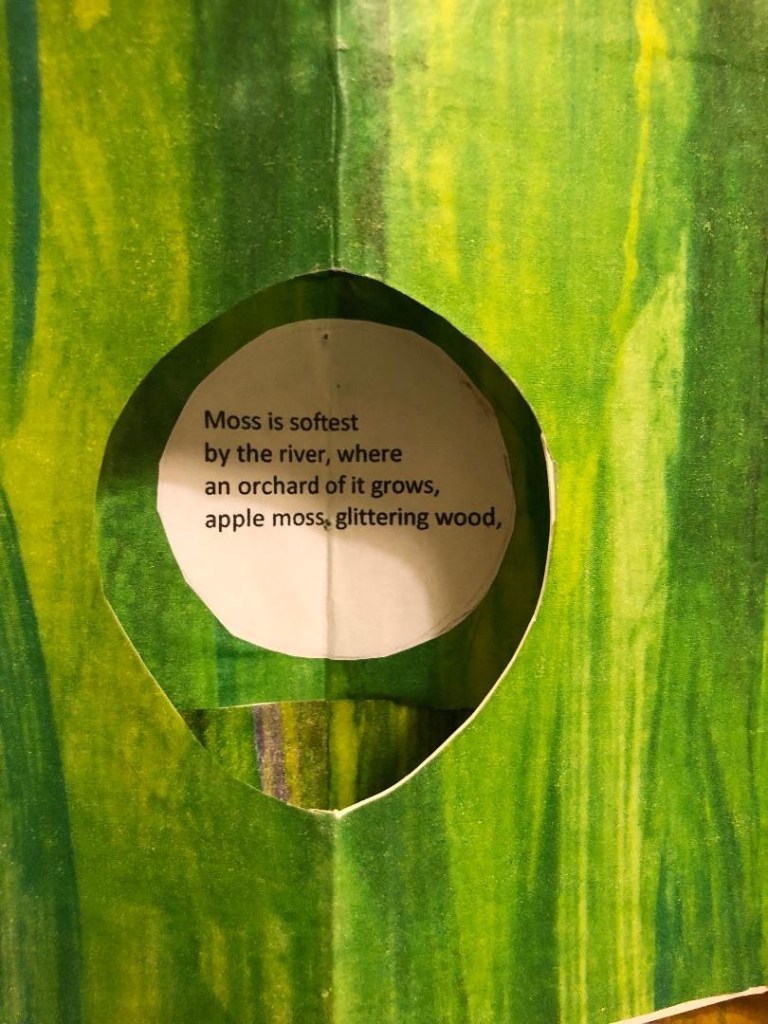 Moss is softest
by the river, where
an orchard of it grows,
apple moss, glittering wood,